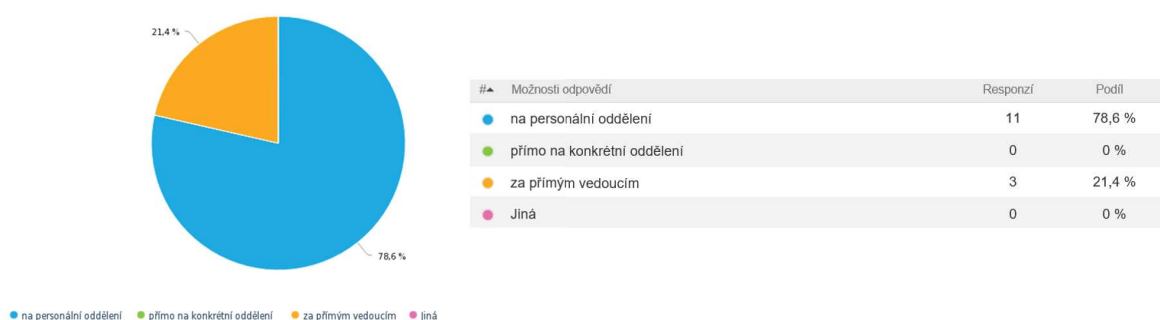 21,4 %
78,6 %
na personální oddělení přímo na konkrétní oddělení za přímým vedoucím Jiná
# Možnosti odpovědí Responzí Podíl
na personální oddělení 11 78,6 %
přímo na konkrétní oddělení 0 0 %
za přímým vedoucím 3 21,4 %
Jiná 0 0 %